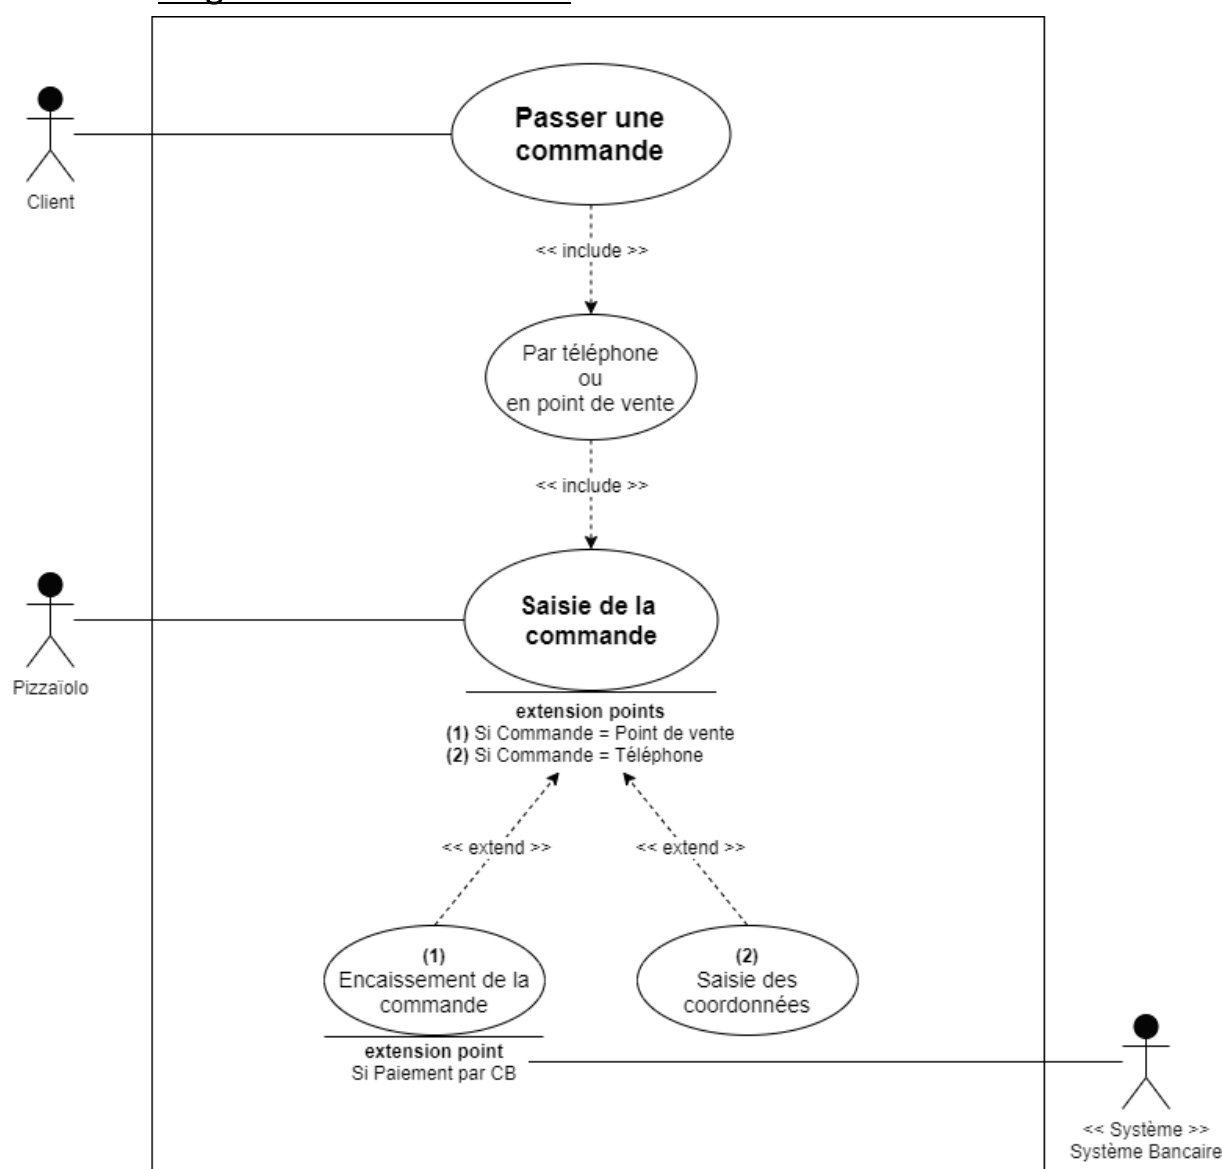 Passer une
commande
Client
<< include >>
Par téléphone
ou
en point de vente
<< include >>
Saisie de la
commande
Pizzaïolo
extension points
(1) Si Commande = Point de vente
(2) Si Commande = Téléphone
<< extend >>
<< extend >>
(1)
Encaissement de la
commande
(2)
Saisie des
coordonnées
extension point
Si Paiement par CB
<< Système >>
Système Bancaire